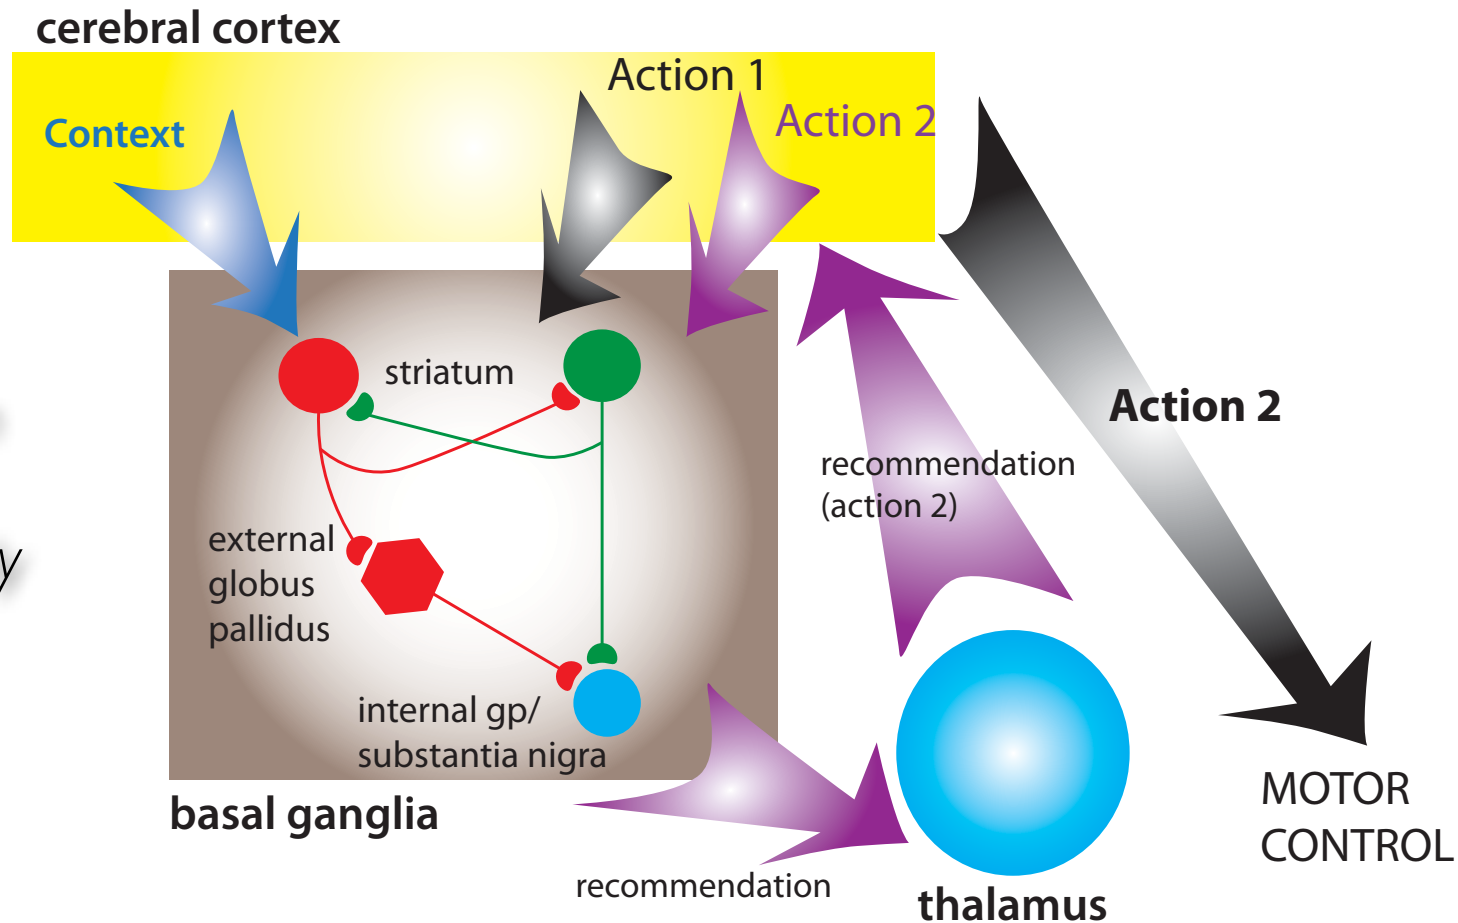 cerebral cortex
Action 1
Context
Action 2
striatum
Action 2
recommendation
(action 2)
external
globus
pallidus
y
internal gp/
substantia nigra
basal ganglia
MOTOR
CONTROL
recommendation
thalamus